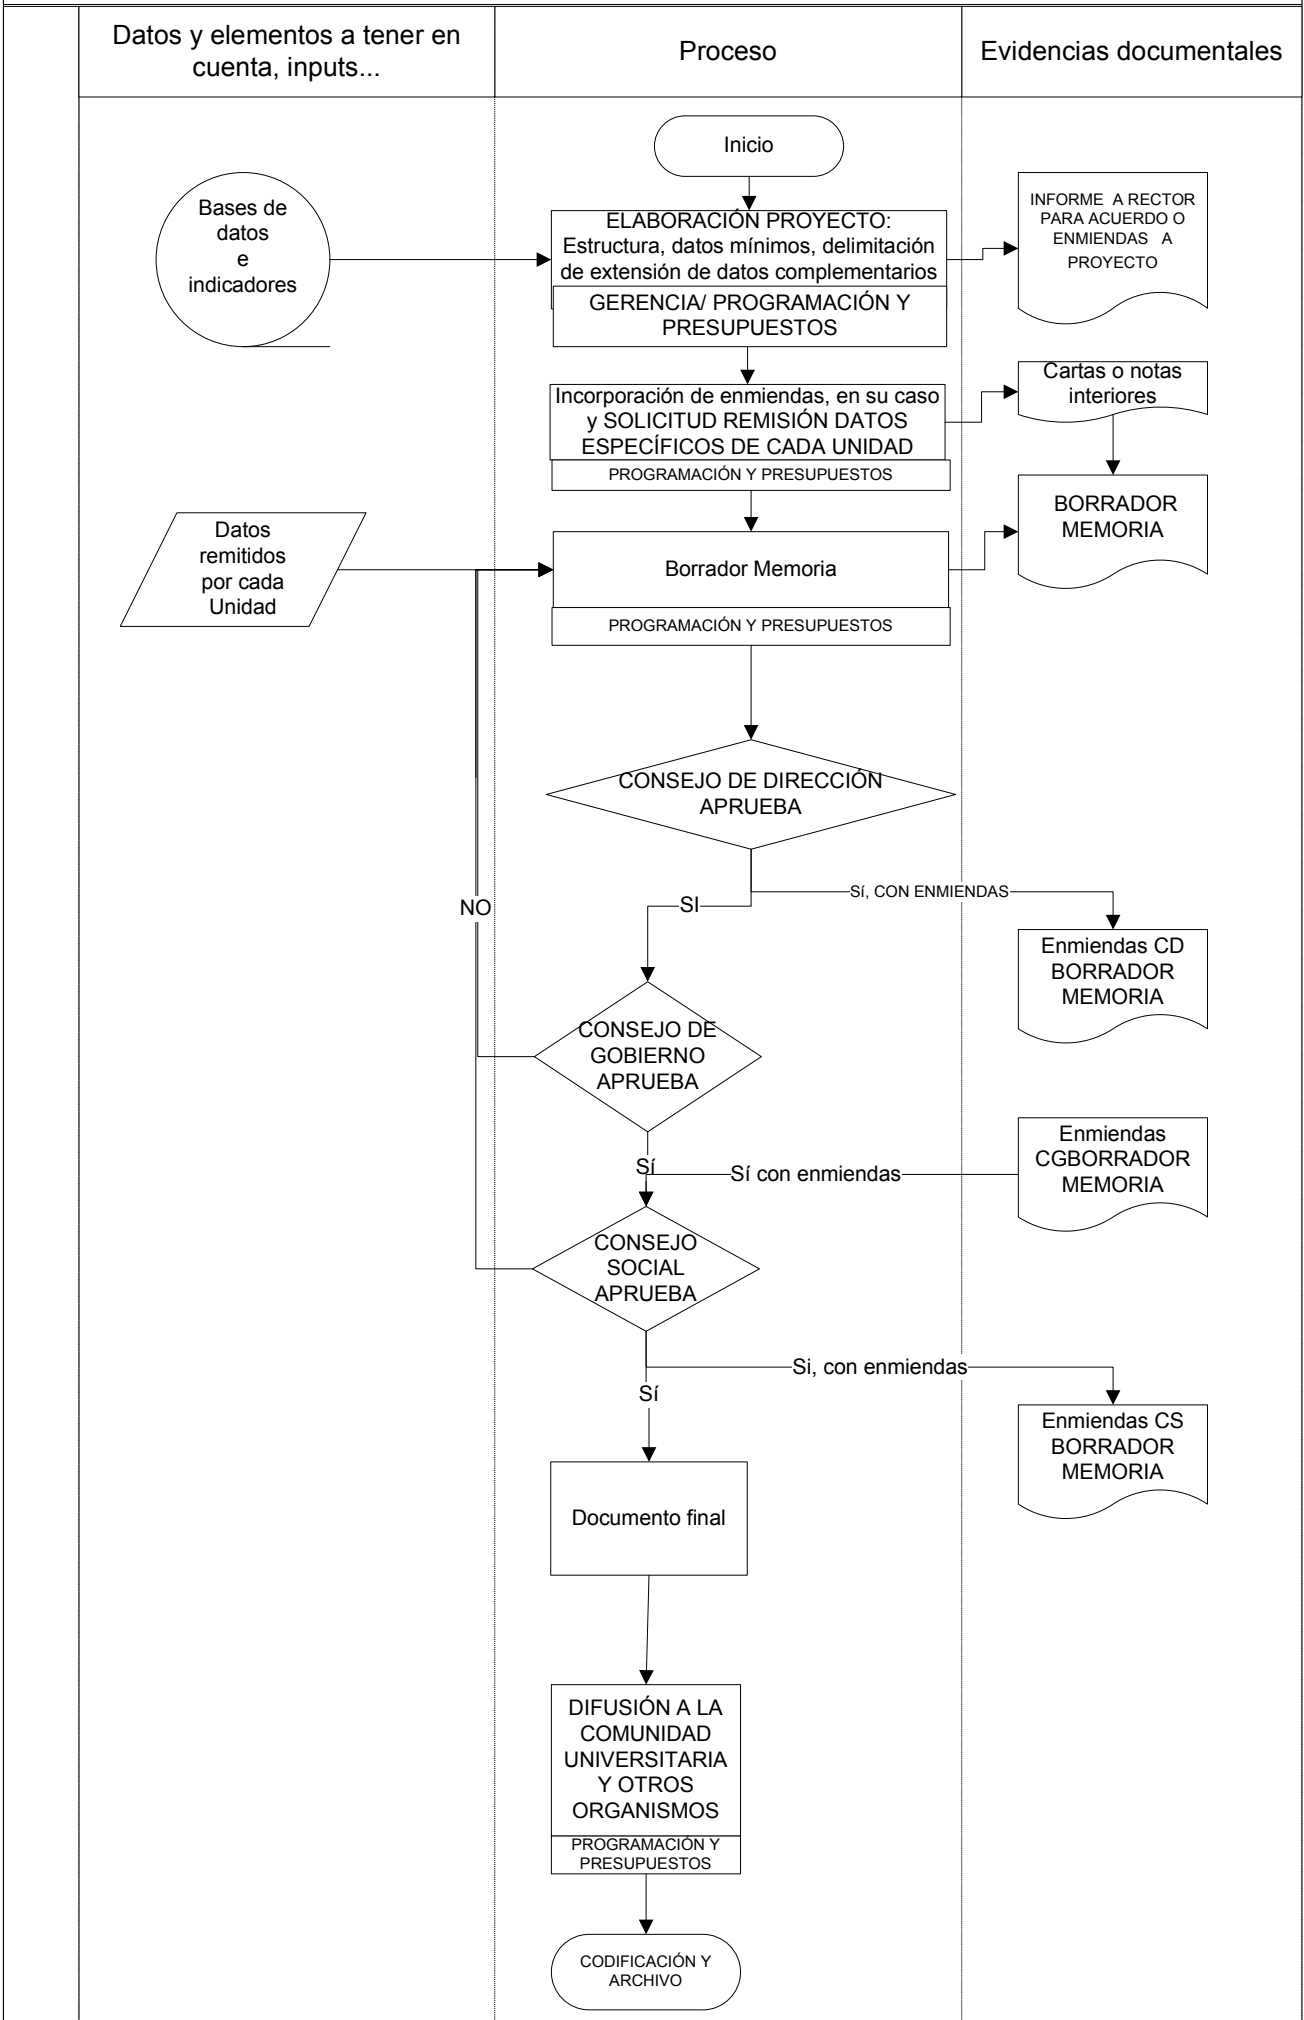 Datos y elementos a tener en
cuenta, inputs...
Proceso
Evidencias documentales
Inicio
Bases de
datos
e
indicadores
ELABORACIÓN PROYECTO:
Estructura, datos mínimos, delimitación
de extensión de datos complementarios
GERENCIA/ PROGRAMACIÓN Y
PRESUPUESTOS
INFORME A RECTOR
PARA ACUERDO O
ENMIENDAS A
PROYECTO
Incorporación de enmiendas, en su caso
y SOLICITUD REMISIÓN DATOS
ESPECÍFICOS DE CADA UNIDAD
PROGRAMACIÓN Y PRESUPUESTOS
Cartas o notas
interiores
BORRADOR
MEMORIA
Datos
remitidos
por cada
Unidad
Borrador Memoria
PROGRAMACIÓN Y PRESUPUESTOS
CONSEJO DE DIRECCIÓN
APRUEBA
SÍ, CON ENMIENDAS
SI
NO
Enmiendas CD
BORRADOR
MEMORIA
CONSEJO DE
GOBIERNO
APRUEBA
Enmiendas
CGBORRADOR
MEMORIA
Sí
Sí con enmiendas
CONSEJO
SOCIAL
APRUEBA
Si, con enmiendas
Sí
Enmiendas CS
BORRADOR
MEMORIA
Documento final
DIFUSIÓN A LA
COMUNIDAD
UNIVERSITARIA
Y OTROS
ORGANISMOS
PROGRAMACIÓN Y
PRESUPUESTOS
CODIFICACIÓN Y
ARCHIVO